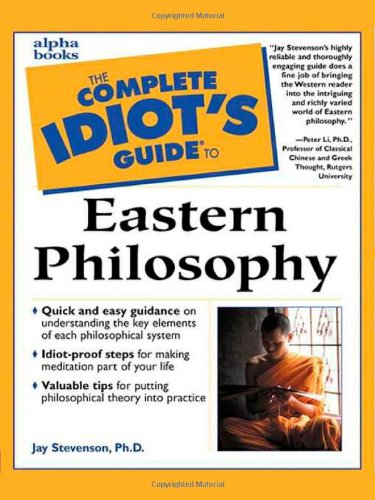 Copyrighted Material
alpha
books
THE
COMPLETE
IDIOT'S
GUIDE® TO
"Jay Stevenson's highly
reliable and thoroughly
engaging guide does a
fine job of bringing the
Western reader into
the intriguing and
richly varied world of
Eastern philosophy."
—Peter Li, Ph.D.,
Professor of Classical
Chinese and Greek
Thought, Rutgers
University
Eastern
Philosophy
♦ Quick and easy guidance on
understanding the key elements
of each philosophical system
♦ Idiot-proof steps for making
meditation part of your life
♦ Valuable tips for putting
philosophical theory into practice
Jay Stevenson, Ph.D.
Copyrighted Material